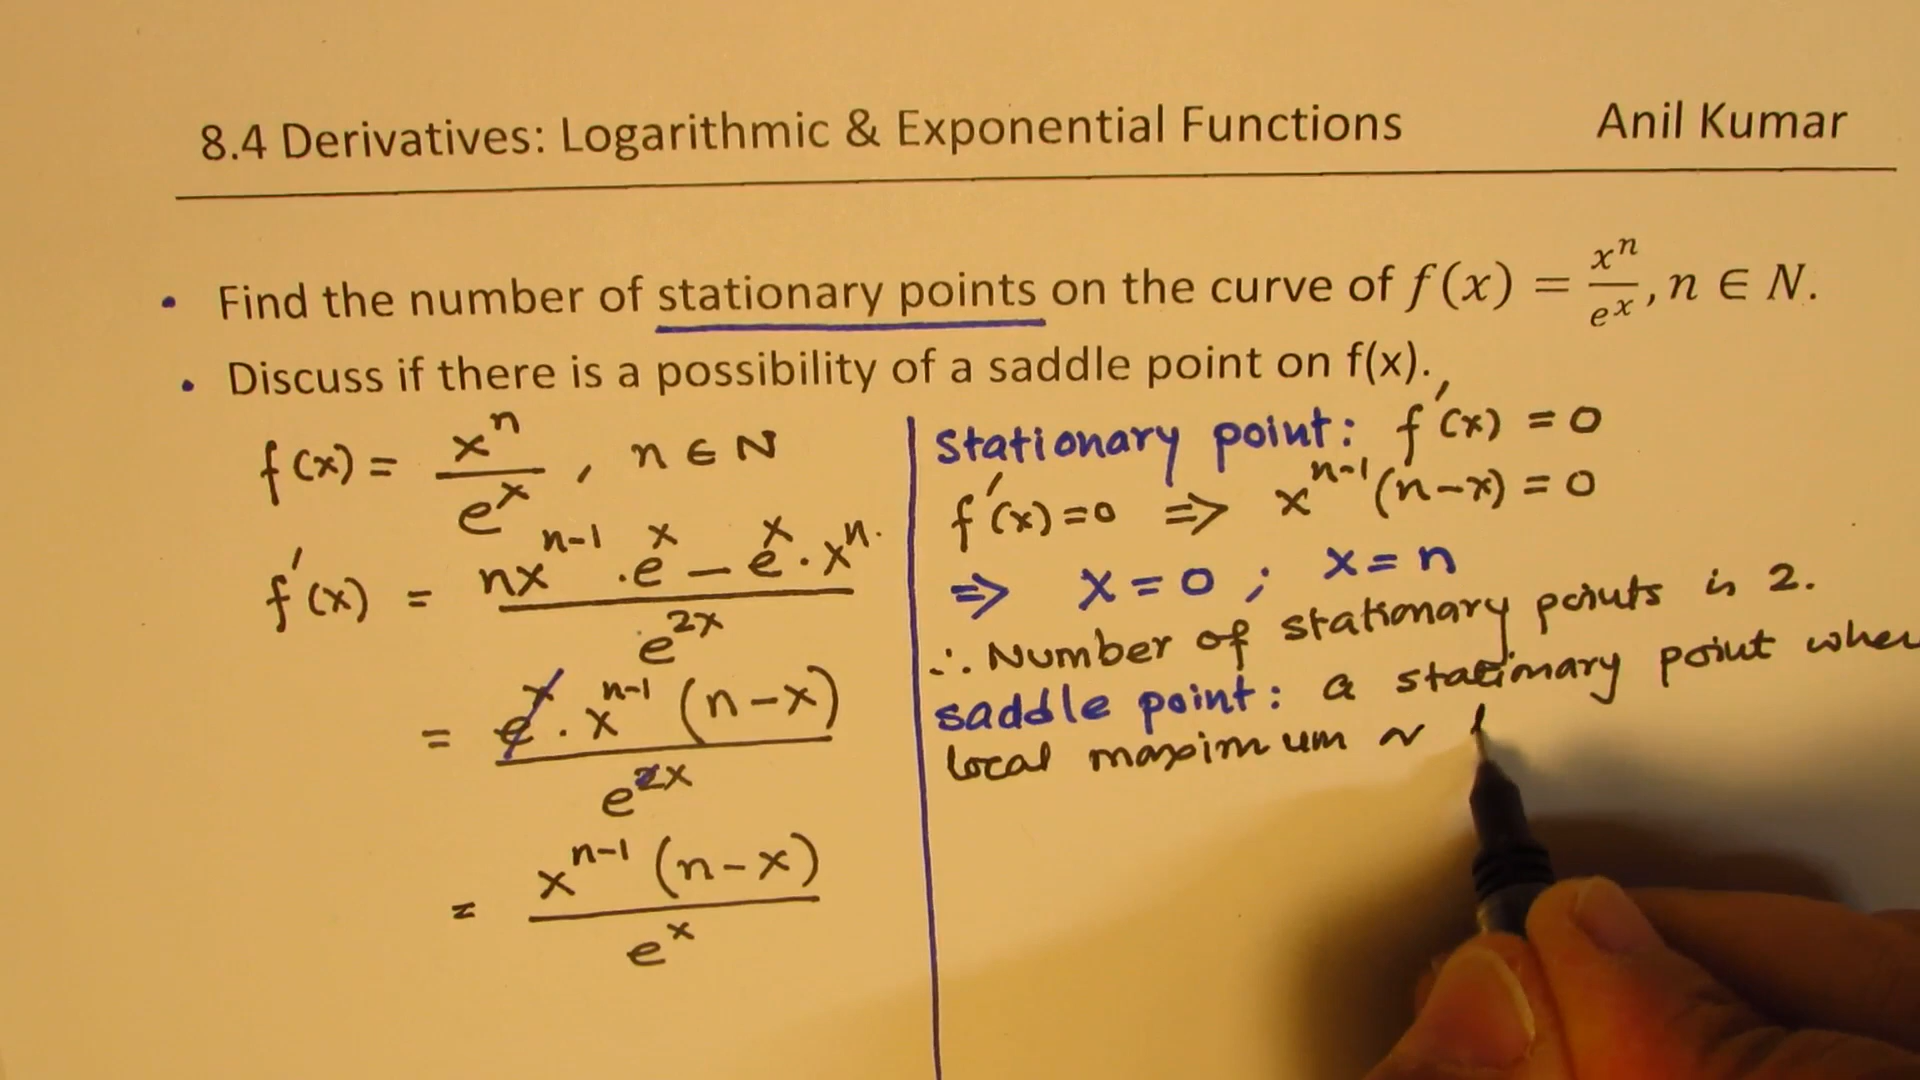 8.4 Derivatives: Logarithmic & Exponential Functions Anil Kumar
• Find the number of stationary points on the curve of f(x) = x^n/e^x, n ∈ N.
• Discuss if there is a possibility of a saddle point on f(x).
f(x) = x^n/e^x, n ∈ N
f'(x) = (nx^(n-1) · e^x − e^x · x^n)/e^(2x)
= (e^x · x^(n-1) (n−x))/e^(2x)
= (x^(n-1) (n−x))/e^x
Stationary point: f'(x) = 0
f'(x) = 0 ⇒ x^(n-1) (n−x) = 0
⇒ x = 0 ; x = n
∴ Number of stationary points is 2.
saddle point: a stationary point wher
local maximum